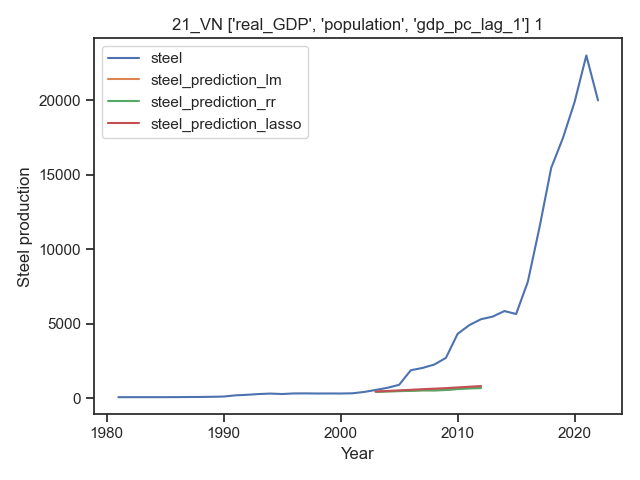 21_VN ['real_GDP', 'population', 'gdp_pc_lag_1'] 1
steel
steel_prediction_lm
steel_prediction_rr
steel_prediction_lasso
Steel production
20000
15000
10000
5000
0
1980 1990 2000 2010 2020
Year